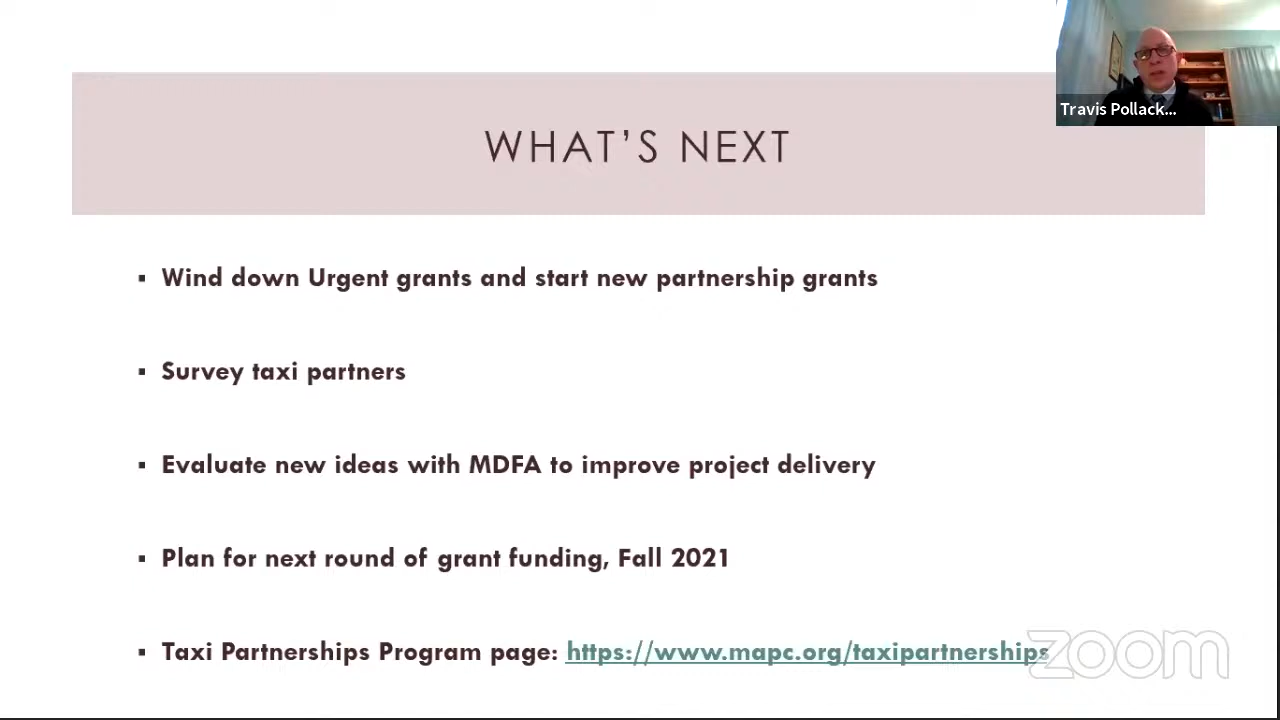 Travis Pollack...
WHAT'S NEXT
▪ Wind down Urgent grants and start new partnership grants
▪ Survey taxi partners
▪ Evaluate new ideas with MDFA to improve project delivery
▪ Plan for next round of grant funding, Fall 2021
▪ Taxi Partnerships Program page: https://www.mapc.org/taxipartnerships
zoom